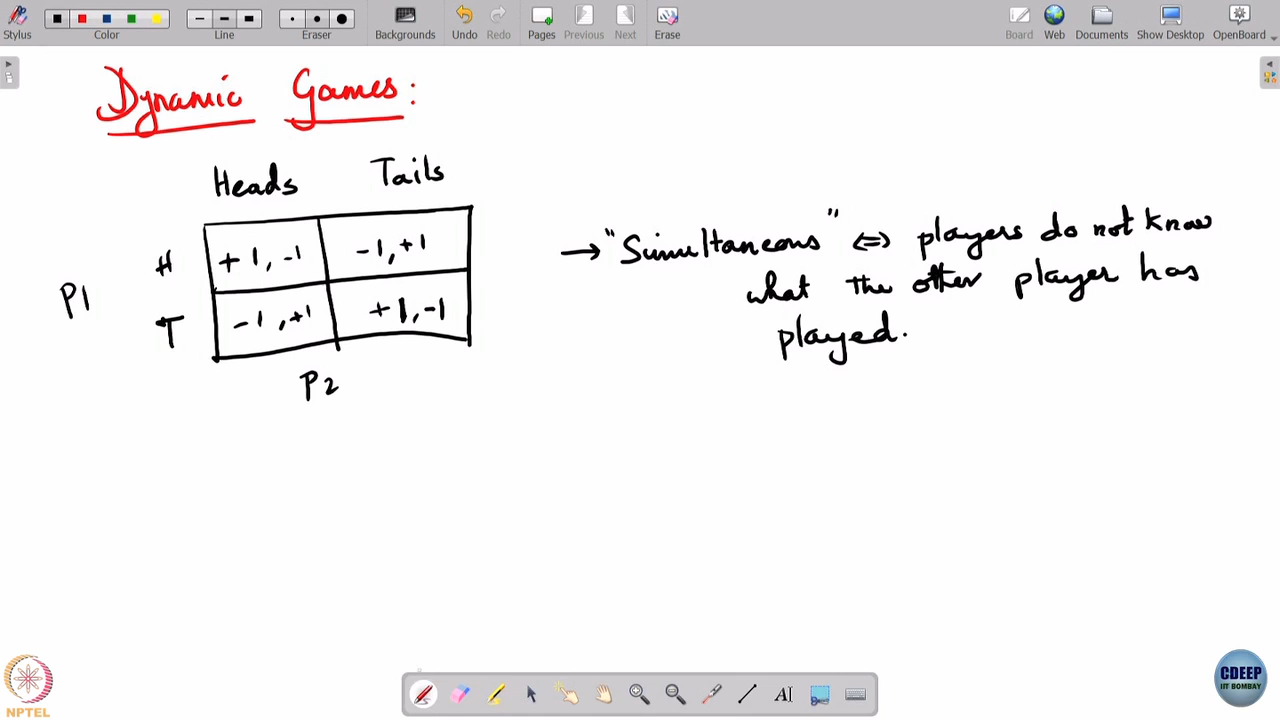 Stylus
Color
Line
Eraser
Backgrounds
Undo
Redo
Pages
Previous
Next
Erase
Board
Web
Documents
Show Desktop
OpenBoard
Dynamic Games:
Heads Tails
H +1, -1 -1, +1
P1
T -1, +1 +1, -1
P2
→ "Simultaneous" ⇔ players do not know
what the other player has
played.
NPTEL
CDEEP
IIT BOMBAY